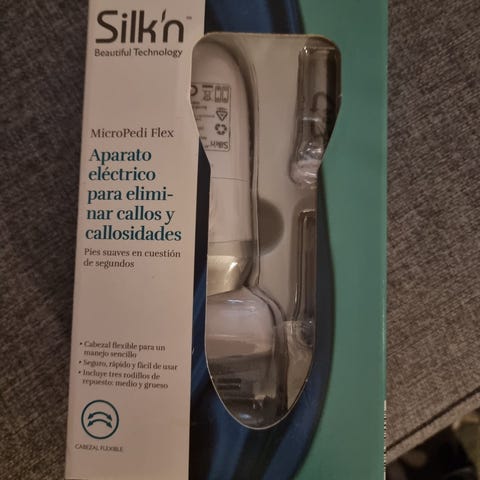 Silk'n™
Beautiful Technology
MicroPedi Flex
Aparato
eléctrico
para elimi-
nar callos y
callosidades
Pies suaves en cuestión
de segundos
• Cabezal flexible para un
manejo sencillo
• Seguro, rápido y fácil de usar
• Incluye tres rodillos de
repuesto: medio y grueso
CABEZAL FLEXIBLE
Silk'n